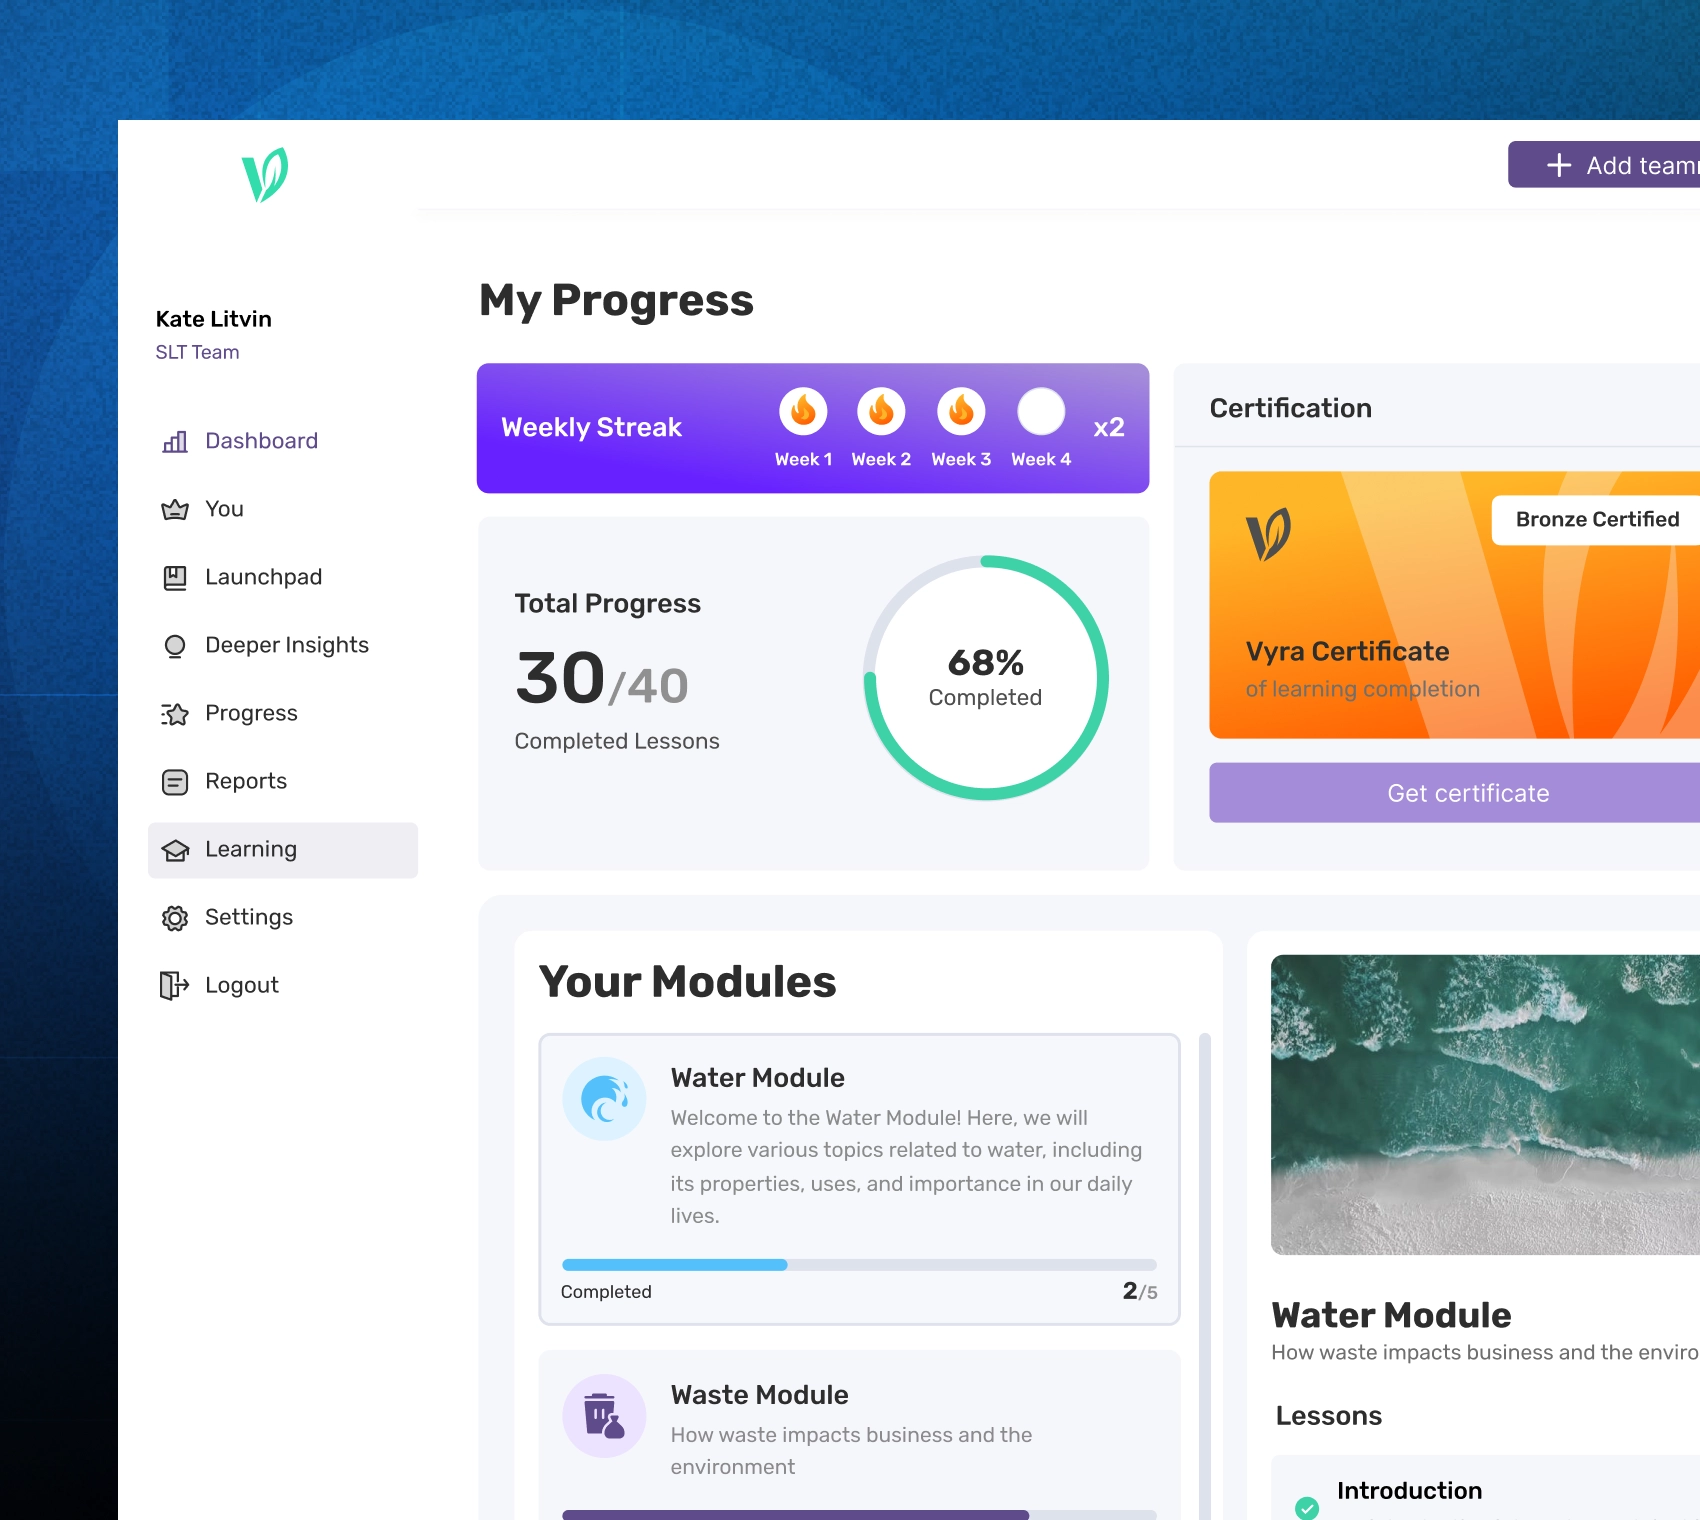 Add
Kate Litvin
SLT Team
Dashboard
You
Launchpad
Deeper Insights
Progress
Reports
Learning
Settings
Logout
My Progress
Weekly Streak
Week 1
Week 2
Week 3
Week 4
x2
Total Progress
30/40
Completed Lessons
68%
Completed
Certification
Bronze Certified
Vyra Certificate
of learning completion
Get certificate
Your Modules
Water Module
Welcome to the Water Module! Here, we will
explore various topics related to water, including
its properties, uses, and importance in our daily
lives.
Completed
2/5
Waste Module
How waste impacts business and the
environment
Water Module
How waste impacts business and the
Lessons
Introduction